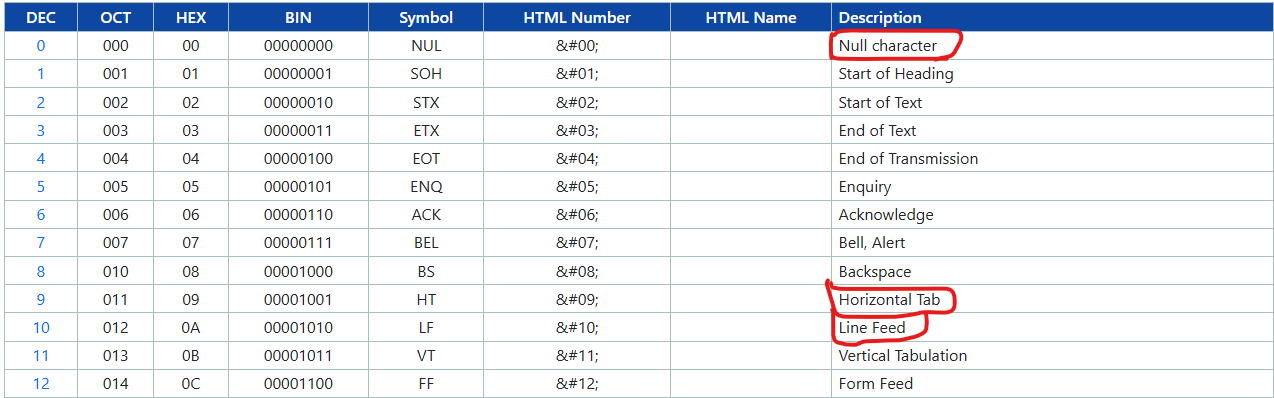 DEC OCT HEX BIN Symbol HTML Number HTML Name Description
0 000 00 00000000 NUL &#00; Null character
1 001 01 00000001 SOH &#01; Start of Heading
2 002 02 00000010 STX &#02; Start of Text
3 003 03 00000011 ETX &#03; End of Text
4 004 04 00000100 EOT &#04; End of Transmission
5 005 05 00000101 ENQ &#05; Enquiry
6 006 06 00000110 ACK &#06; Acknowledge
7 007 07 00000111 BEL &#07; Bell, Alert
8 010 08 00001000 BS &#08; Backspace
9 011 09 00001001 HT &#09; Horizontal Tab
10 012 0A 00001010 LF &#10; Line Feed
11 013 0B 00001011 VT &#11; Vertical Tabulation
12 014 0C 00001100 FF &#12; Form Feed